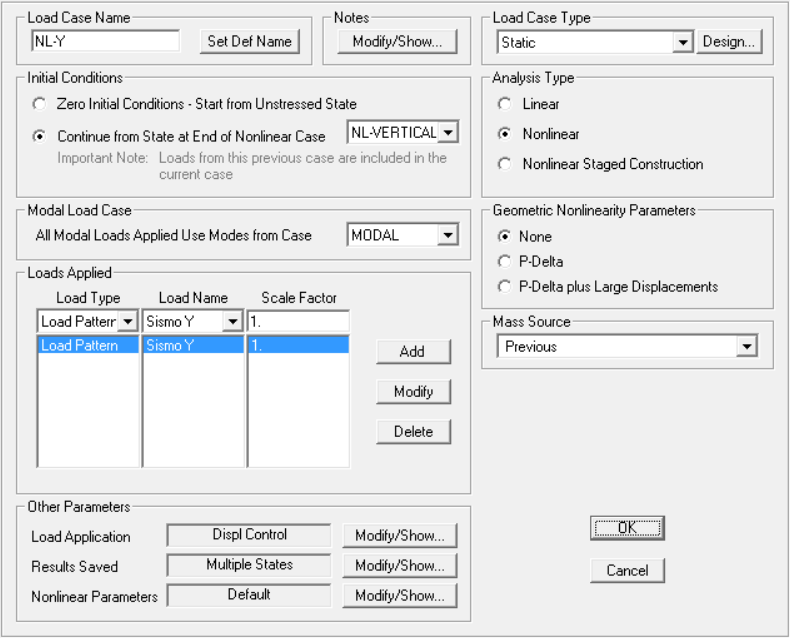 Load Case Name
NL-Y
Set Def Name
Notes
Modify/Show...
Load Case Type
Static
Design...
Initial Conditions
Zero Initial Conditions - Start from Unstressed State
Continue from State at End of Nonlinear Case
NL-VERTICAL
Important Note: Loads from this previous case are included in the
current case
Analysis Type
Linear
Nonlinear
Nonlinear Staged Construction
Modal Load Case
All Modal Loads Applied Use Modes from Case
MODAL
Geometric Nonlinearity Parameters
None
P-Delta
P-Delta plus Large Displacements
Loads Applied
Load Type Load Name Scale Factor
Load Pattern Sismo Y 1.
Load Pattern Sismo Y 1.
Add
Modify
Delete
Mass Source
Previous
Other Parameters
Load Application Displ Control Modify/Show...
Results Saved Multiple States Modify/Show...
Nonlinear Parameters Default Modify/Show...
OK
Cancel